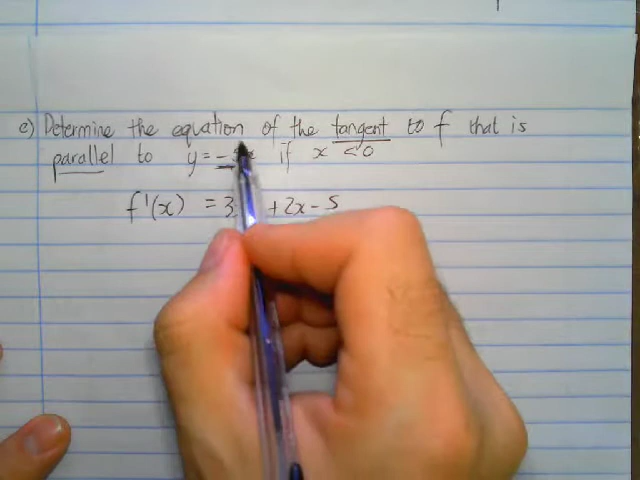 e) Determine the equation of the tangent to f that is
parallel to y = - x if x < 0
f'(x) = 3 + 2x - 5